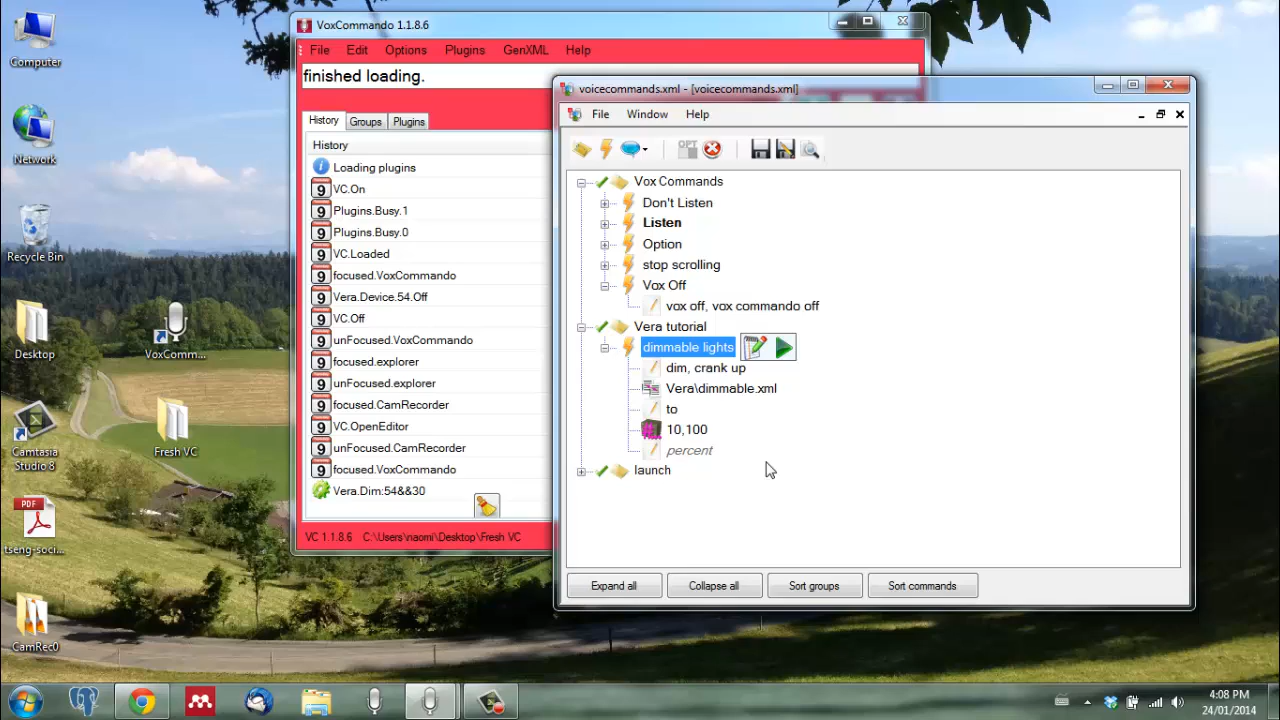 Computer
Network
Recycle Bin
Desktop
VoxComm...
Camtasia
Studio 8
Fresh VC
PDF
tseng-soci...
CamRec0
VoxCommando 1.1.8.6
File Edit Options Plugins GenXML Help
finished loading.
History Groups Plugins
History
Loading plugins
VC.On
Plugins.Busy.1
Plugins.Busy.0
VC.Loaded
focused.VoxCommando
Vera.Device.54.Off
VC.Off
unFocused.VoxCommando
focused.explorer
unFocused.explorer
focused.CamRecorder
VC.OpenEditor
unFocused.CamRecorder
focused.VoxCommando
Vera.Dim:54&&30
VC 1.1.8.6 C:\Users\naomi\Desktop\Fresh VC
voicecommands.xml - [voicecommands.xml]
File Window Help
OPT
Vox Commands
Don't Listen
Listen
Option
stop scrolling
Vox Off
vox off, vox commando off
Vera tutorial
dimmable lights
dim, crank up
Vera\dimmable.xml
to
10,100
percent
launch
Expand all Collapse all Sort groups Sort commands
4:08 PM
24/01/2014